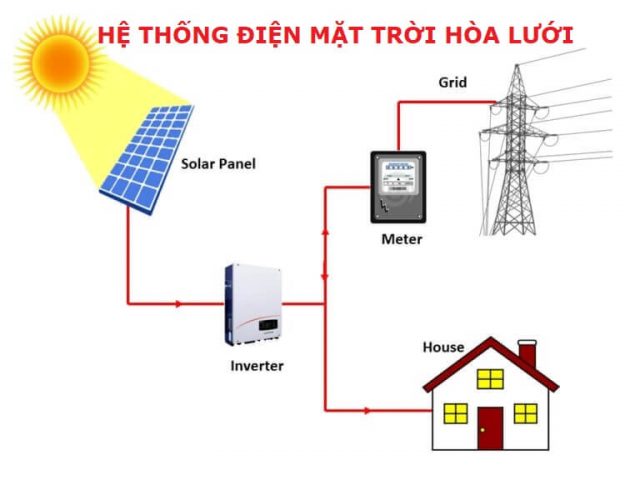 HỆ THỐNG ĐIỆN MẶT TRỜI HÒA LƯỚI
Grid
Solar Panel
Meter
Inverter
House